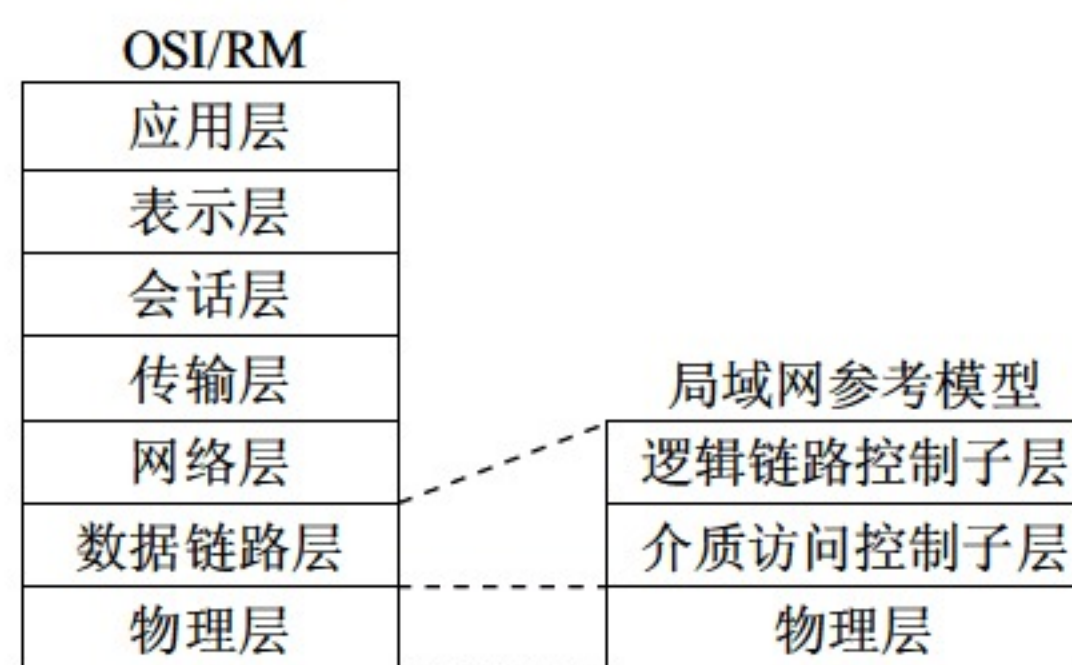 OSI/RM
应用层
表示层
会话层
传输层
网络层
数据链路层
物理层
局域网参考模型
逻辑链路控制子层
介质访问控制子层
物理层